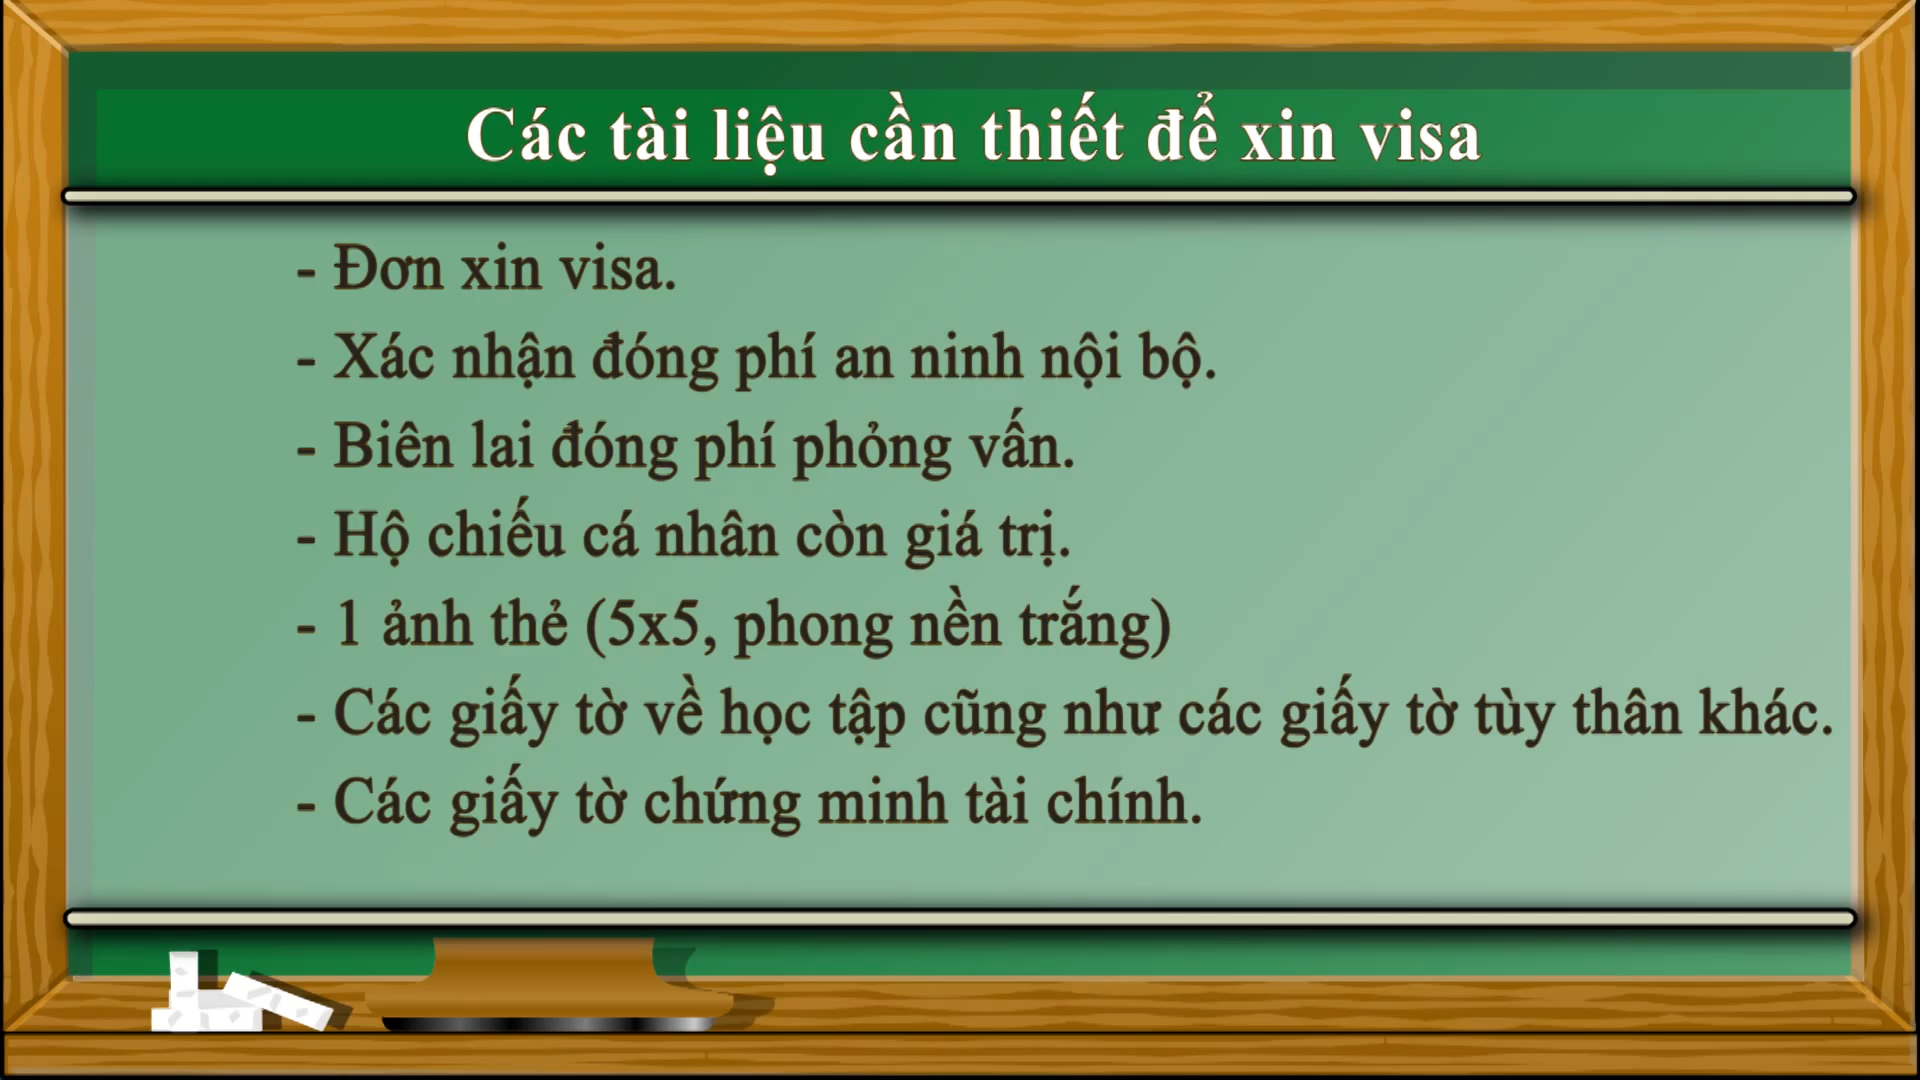 Các tài liệu cần thiết để xin visa
- Đơn xin visa.
- Xác nhận đóng phí an ninh nội bộ.
- Biên lai đóng phí phỏng vấn.
- Hộ chiếu cá nhân còn giá trị.
- 1 ảnh thẻ (5x5, phong nền trắng)
- Các giấy tờ về học tập cũng như các giấy tờ tùy thân khác.
- Các giấy tờ chứng minh tài chính.